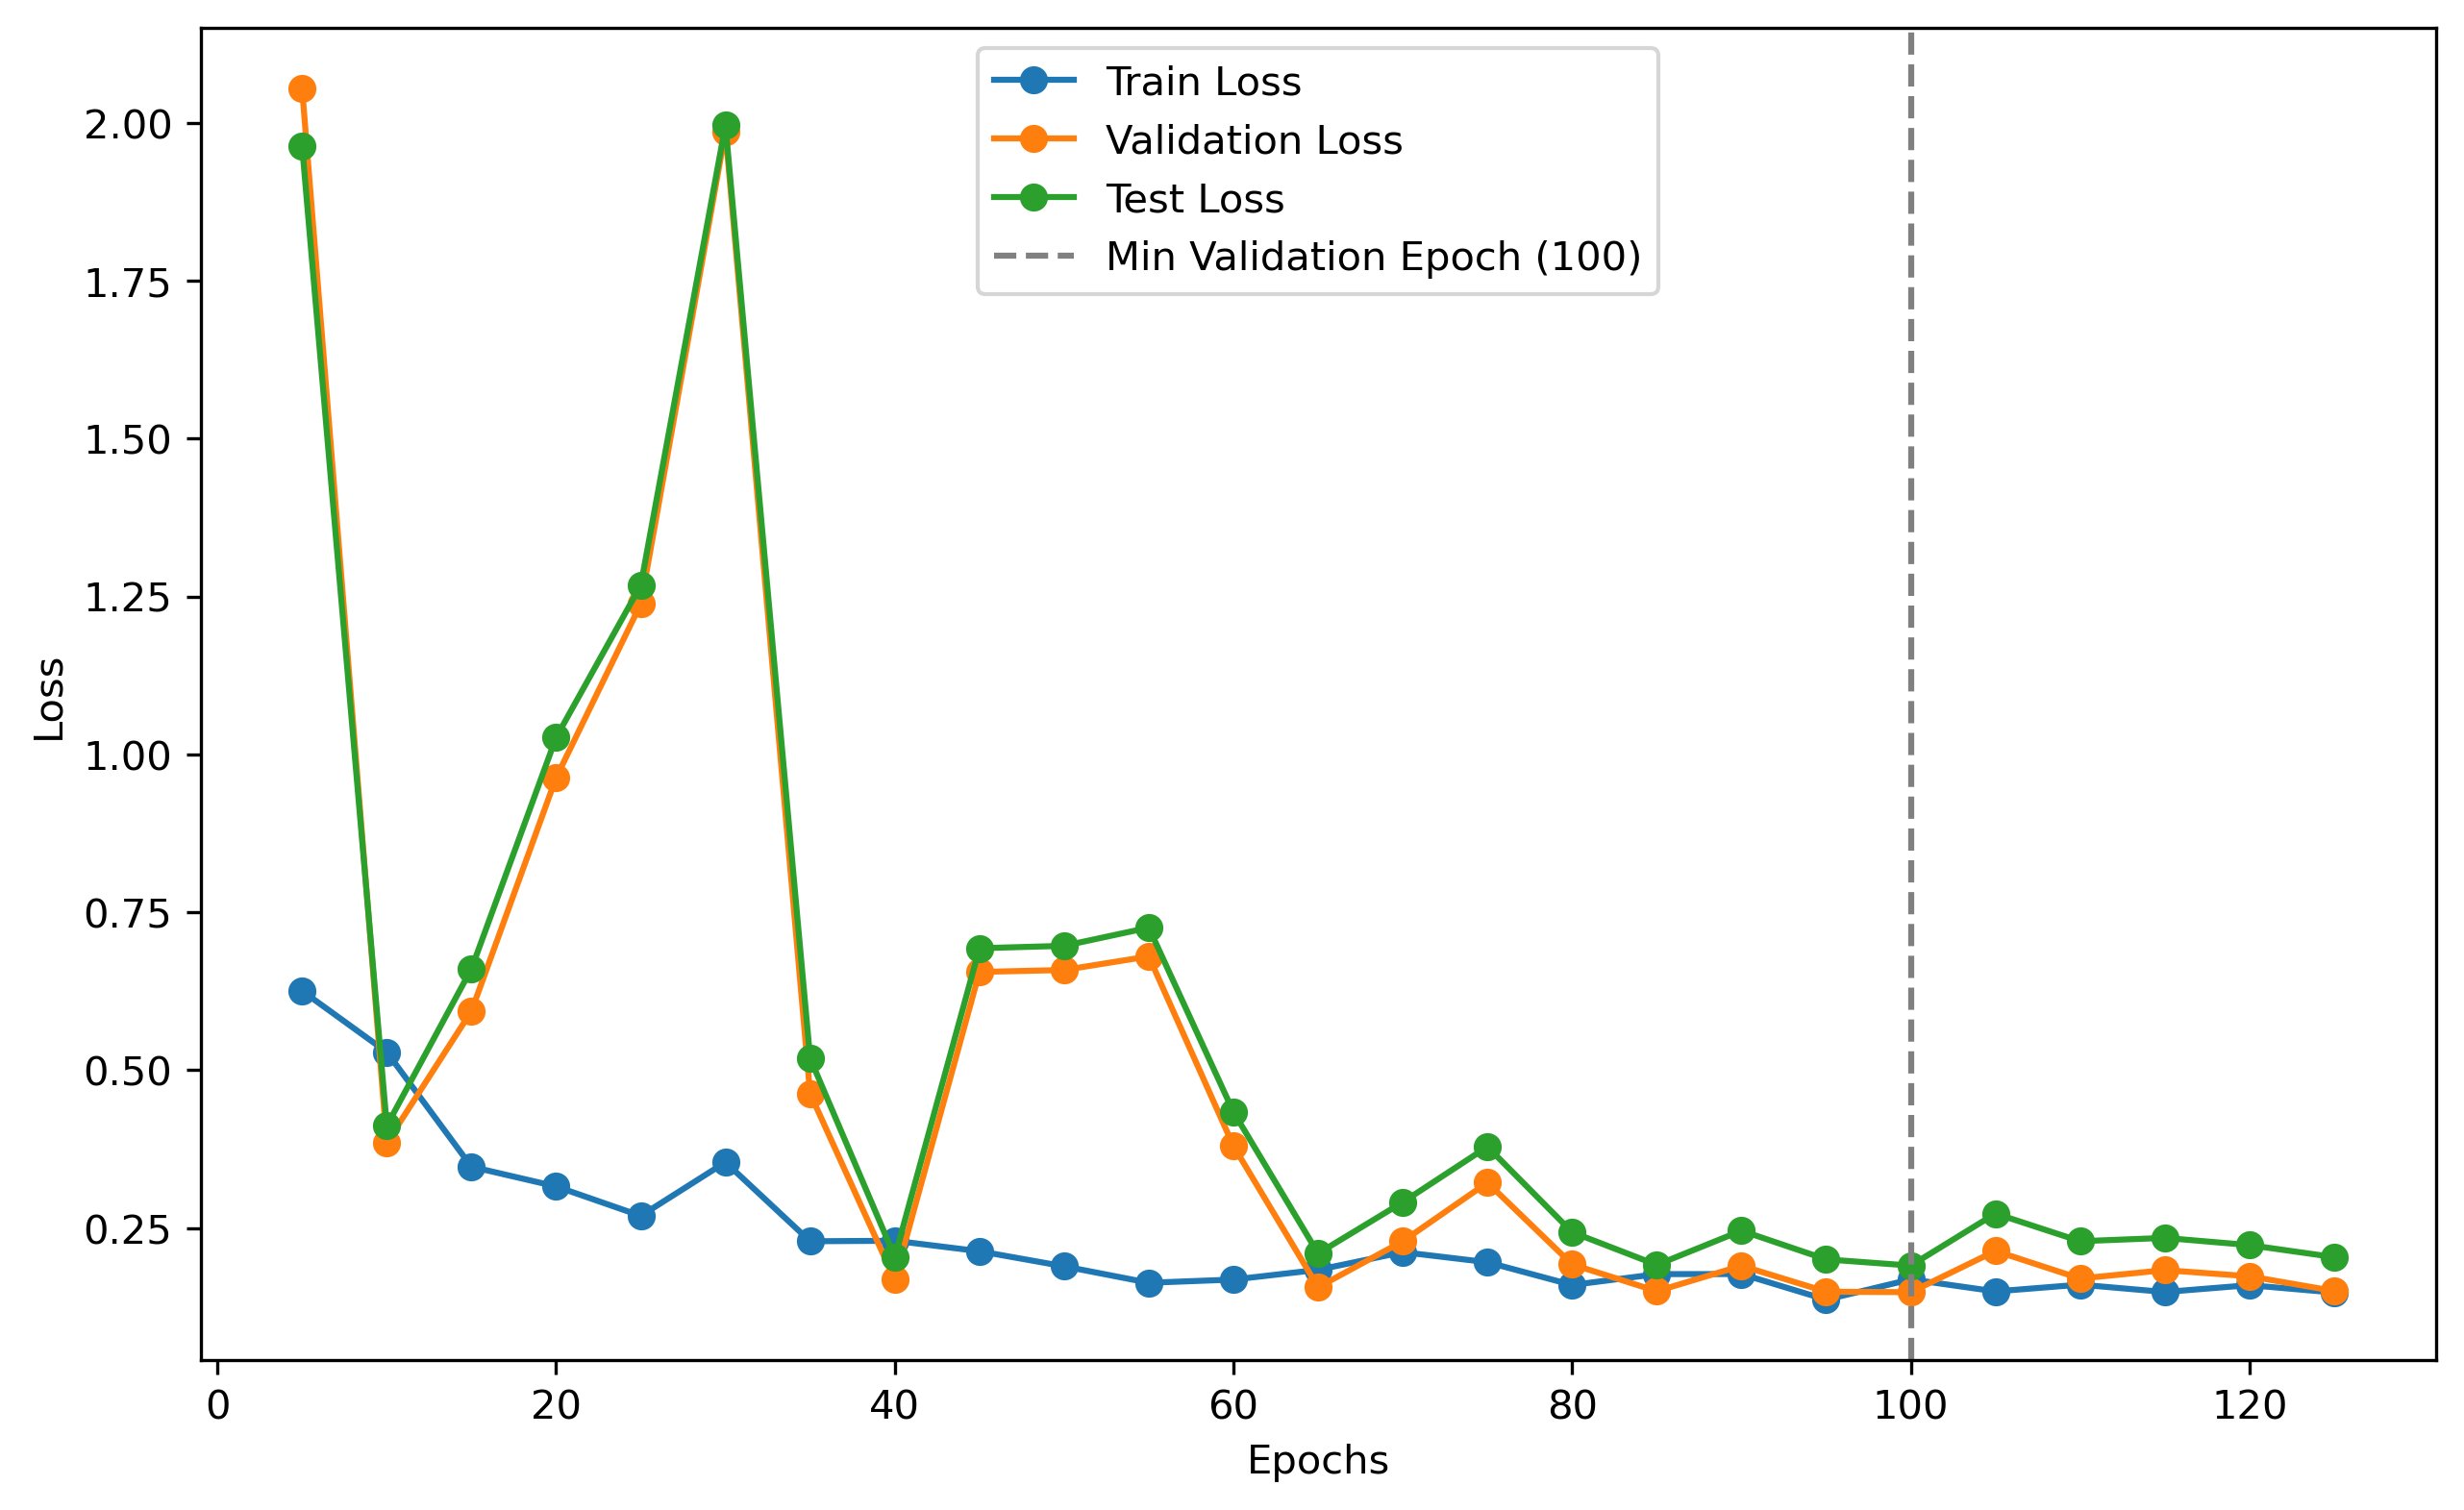 Train Loss
Validation Loss
Test Loss
Min Validation Epoch (100)
2.00
1.75
1.50
1.25
1.00
0.75
0.50
0.25
Loss
0 20 40 60 80 100 120
Epochs